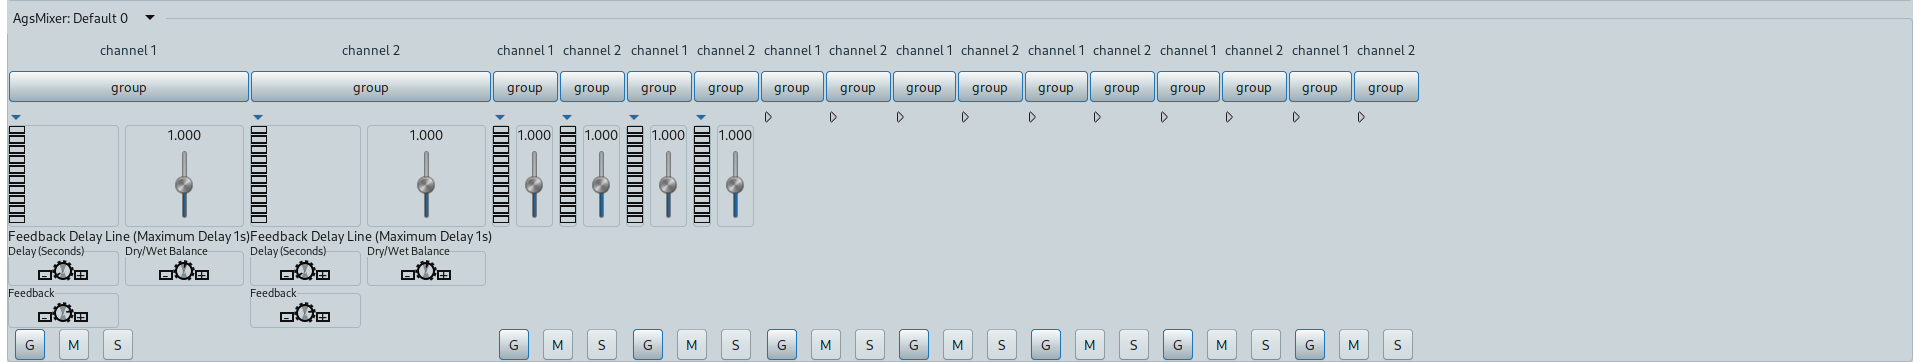 AgsMixer: Default 0
channel 1 channel 2 channel 1 channel 2 channel 1 channel 2 channel 1 channel 2 channel 1 channel 2 channel 1 channel 2 channel 1 channel 2 channel 1 channel 2
group group group group group group group group group group group group group group group group
1.000 1.000 1.000 1.000 1.000 1.000
Feedback Delay Line (Maximum Delay 1s) Feedback Delay Line (Maximum Delay 1s)
Delay (Seconds) Dry/Wet Balance Delay (Seconds) Dry/Wet Balance
Feedback Feedback
G M S G M S G M S G M S G M S G M S G M S G M S